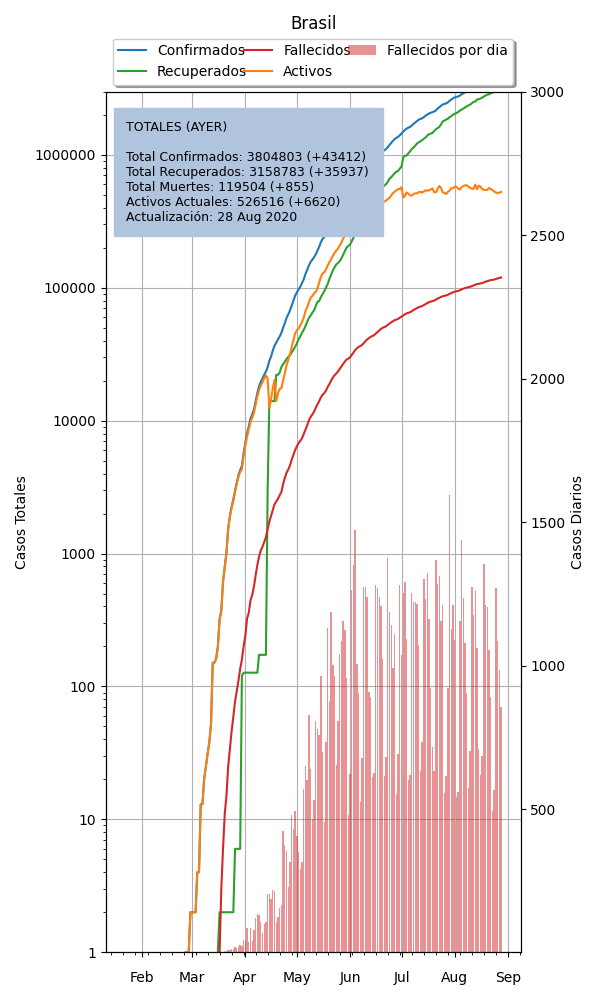 Brasil
Confirmados Fallecidos Fallecidos por dia
Recuperados Activos
TOTALES (AYER)
Total Confirmados: 3804803 (+43412)
Total Recuperados: 3158783 (+35937)
Total Muertes: 119504 (+855)
Activos Actuales: 526516 (+6620)
Actualización: 28 Aug 2020
Casos Totales
1000000
100000
10000
1000
100
10
1
3000
2500
2000
1500
1000
500
Casos Diarios
Feb Mar Apr May Jun Jul Aug Sep